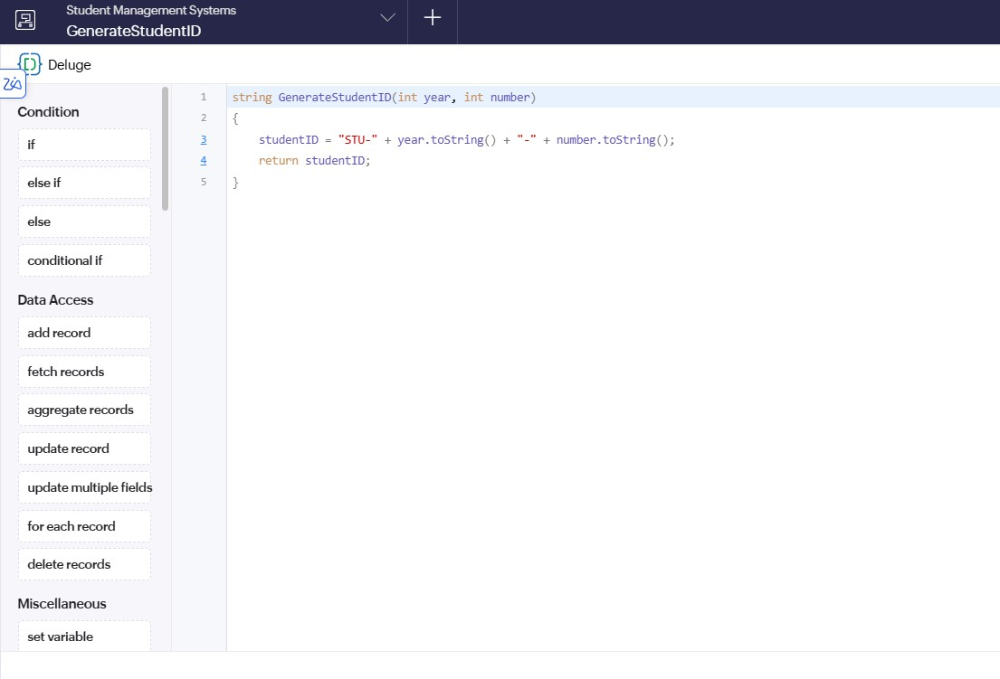 Student Management Systems
GenerateStudentID
Deluge
Zia
Condition
if
else if
else
conditional if
Data Access
add record
fetch records
aggregate records
update record
update multiple fields
for each record
delete records
Miscellaneous
set variable
1 string GenerateStudentID(int year, int number)
2 {
3 studentID = "STU-" + year.toString() + "-" + number.toString();
4 return studentID;
5 }